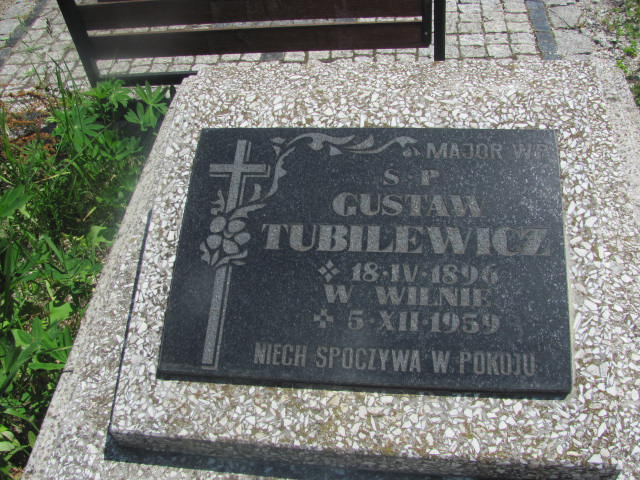 MAJOR WP
Ś P
GUSTAW
TUBILEWICZ
18·IV·1896
W WILNIE
5·XII·1959
NIECH SPOCZYWA W POKOJU